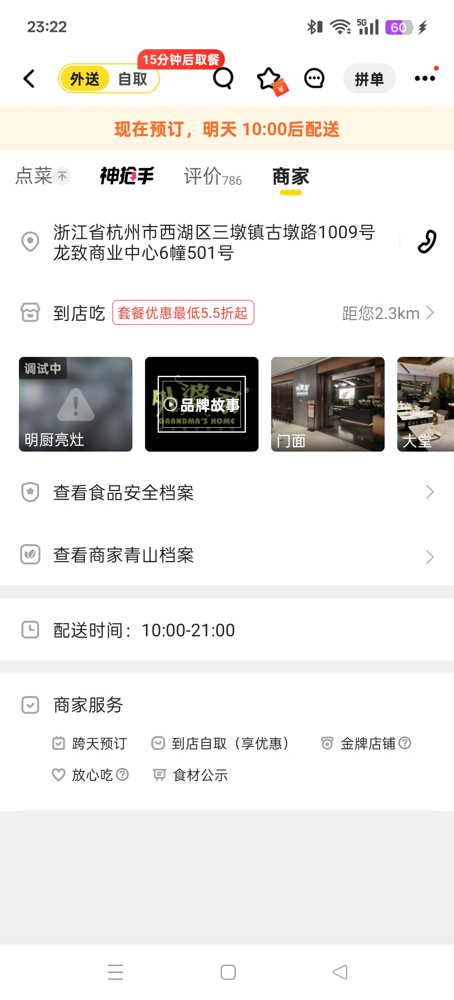 23:22
5G
60
15分钟后取餐
外送
自取
拼单
现在预订，明天 10:00后配送
点菜
神抢手
评价786
商家
浙江省杭州市西湖区三墩镇古墩路1009号
龙致商业中心6幢501号
到店吃
套餐优惠最低5.5折起
距您2.3km
调试中
明厨亮灶
外婆家
品牌故事
GRANDMA'S HOME
外婆家
门面
大堂
查看食品安全档案
查看商家青山档案
配送时间：10:00-21:00
商家服务
跨天预订
到店自取（享优惠）
金牌店铺
放心吃
食材公示